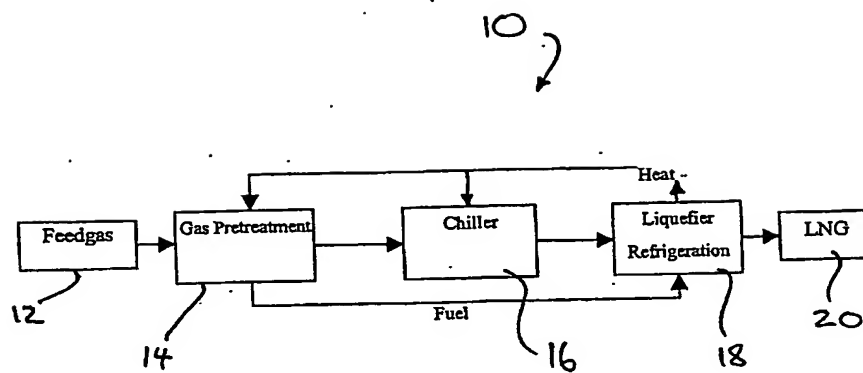 10
Heat -
Feedgas
Gas Pretreatment
Chiller
Liquefier
Refrigeration
LNG
Fuel
12
14
16
18
20